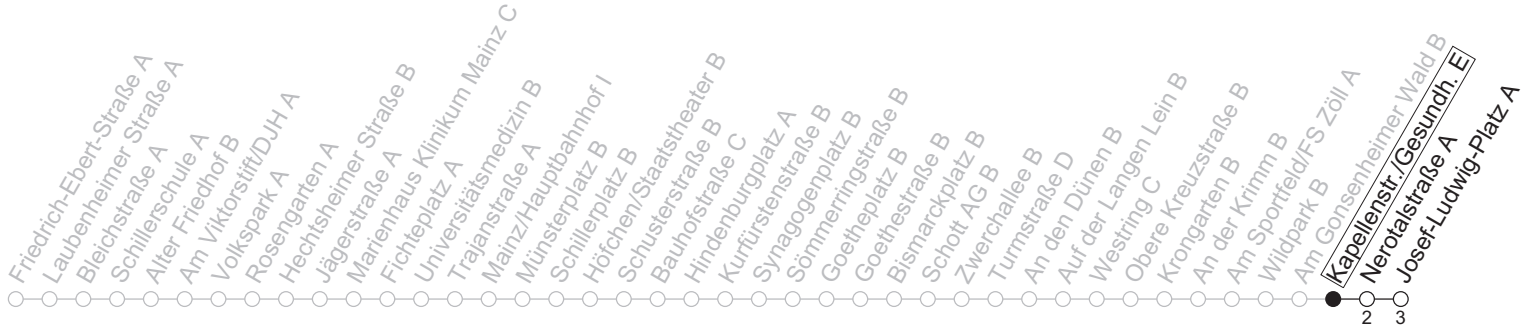 Friedrich-Ebert-Straße A
Laubenheimer Straße A
Bleichstraße A
Schillerschule A
Alter Friedhof B
Am Viktorstift/DJH A
Volkspark A
Rosengarten A
Hechtsheimer Straße B
Jägerstraße A
Marienhaus Klinikum Mainz C
Fichteplatz A
Universitätsmedizin B
Trajanstraße A
Mainz/Hauptbahnhof I
Münsterplatz B
Schillerplatz B
Höfchen/Staatstheater B
Schusterstraße B
Bauhofstraße C
Hindenburgplatz A
Kurfürstenstraße B
Synagogenplatz B
Sömmerringstraße B
Goetheplatz B
Goethestraße B
Bismarckplatz B
Schott AG B
Zwerchallee B
Turmstraße D
An den Dünen B
Auf der Langen Lein B
Westring C
Obere Kreuzstraße B
Krongarten B
An der Krimm B
Am Sportfeld/FS Zöll A
Wildpark B
Am Gonsenheimer Wald B
Kapellenstr./Gesundh. E
Nerotalstraße A
Josef-Ludwig-Platz A
2 3